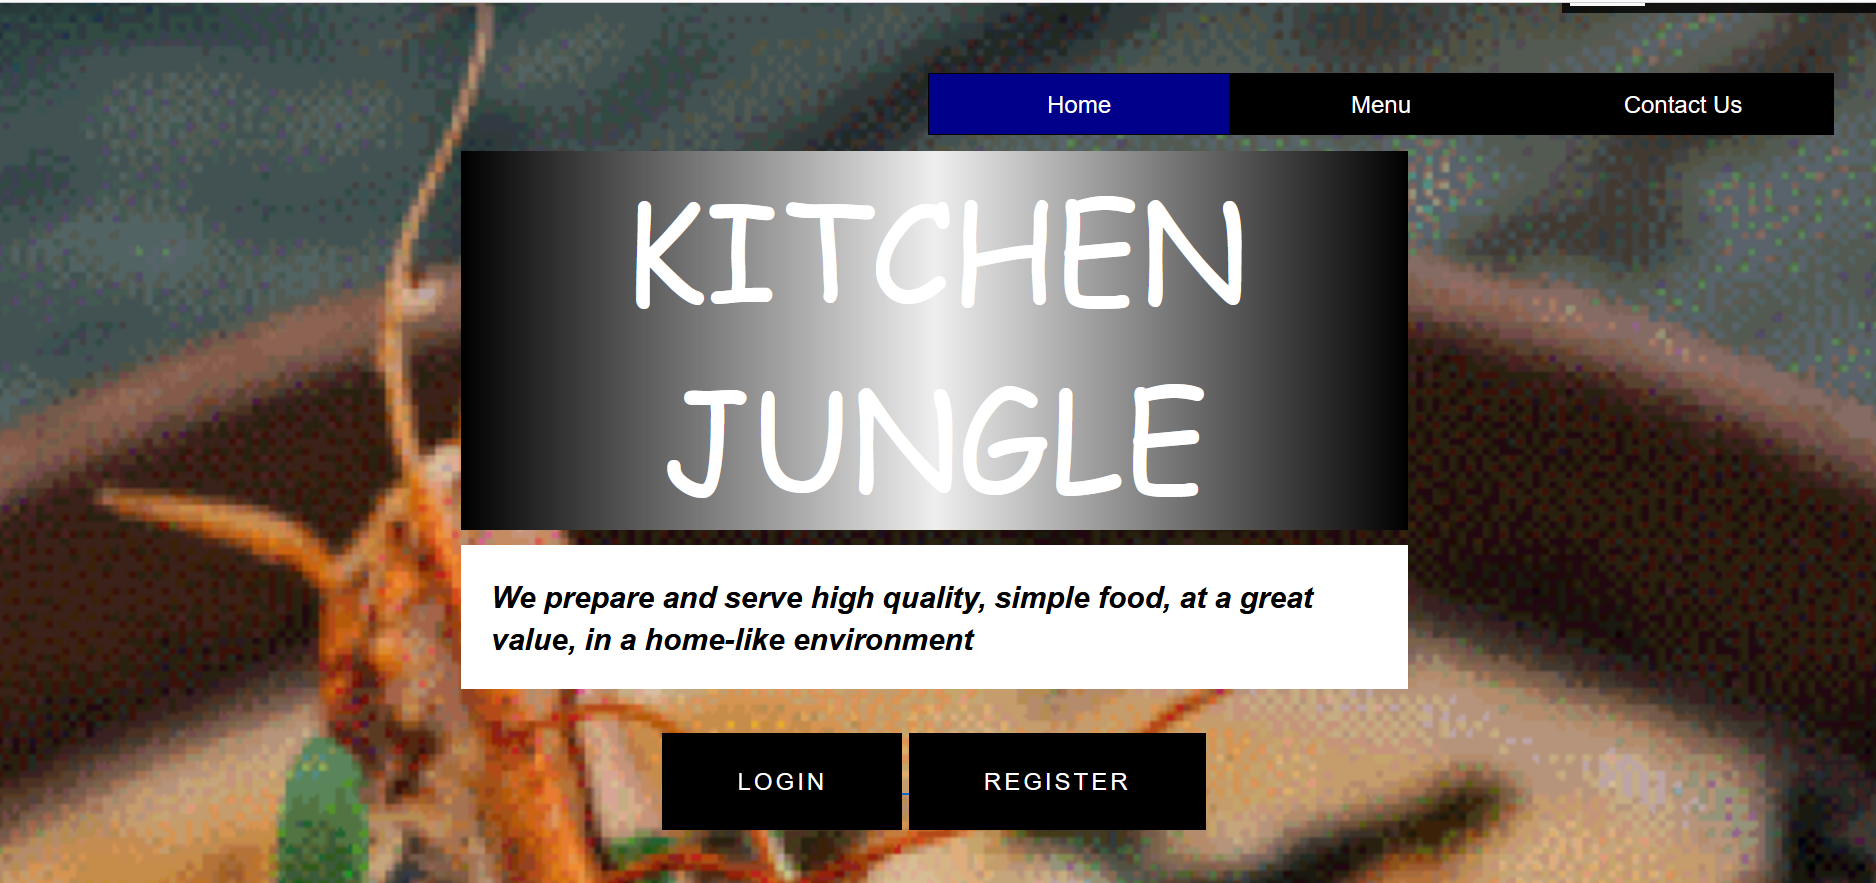 Home Menu Contact Us
KITCHEN
JUNGLE
We prepare and serve high quality, simple food, at a great
value, in a home-like environment
LOGIN REGISTER